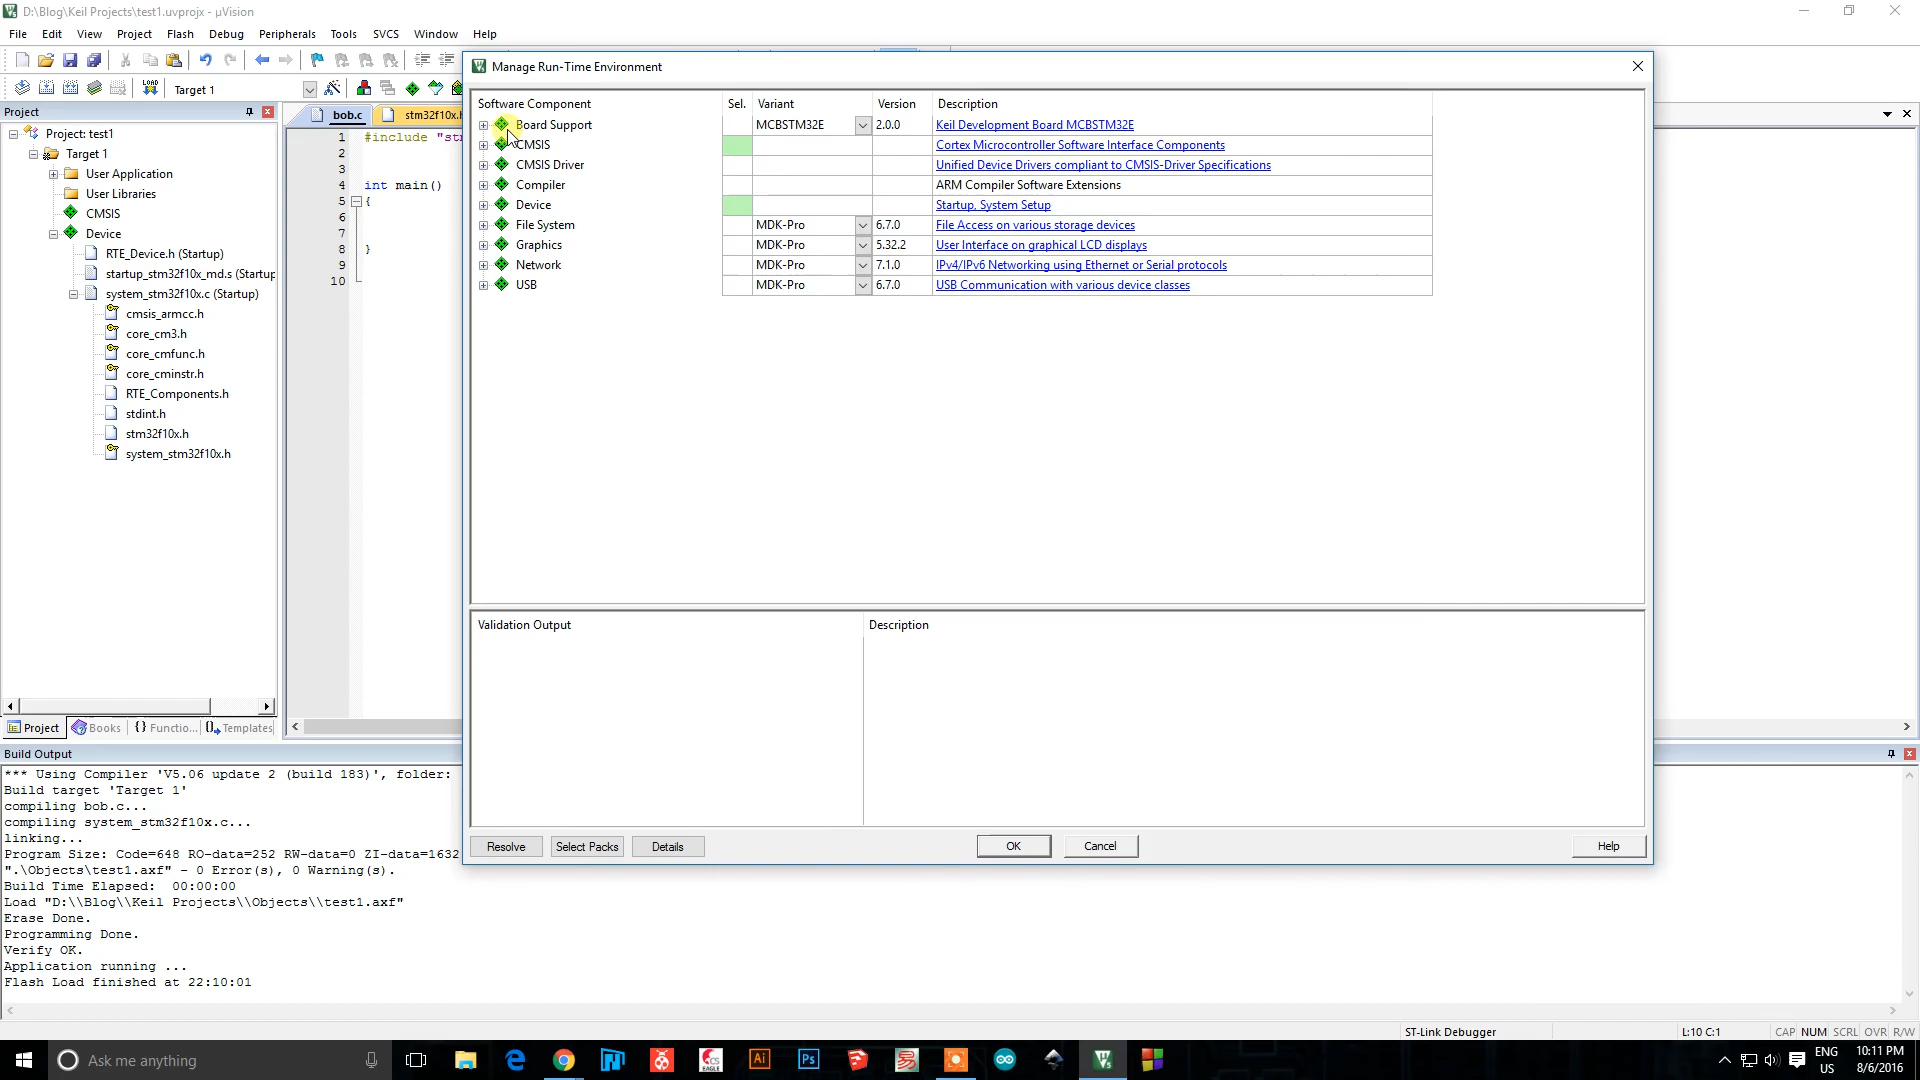 D:\Blog\Keil Projects\test1.uvprojx - µVision
File Edit View Project Flash Debug Peripherals Tools SVCS Window Help
LOAD
Target 1
Project
Project: test1
Target 1
User Application
User Libraries
CMSIS
Device
RTE_Device.h (Startup)
startup_stm32f10x_md.s (Startup
system_stm32f10x.c (Startup)
cmsis_armcc.h
core_cm3.h
core_cmfunc.h
core_cminstr.h
RTE_Components.h
stdint.h
stm32f10x.h
system_stm32f10x.h
Project Books Functio... Templates
bob.c stm32f10x.h
1 #include "st
2
3
4 int main()
5 {
6
7
8 }
9
10
Manage Run-Time Environment
Software Component Sel. Variant Version Description
Board Support MCBSTM32E 2.0.0 Keil Development Board MCBSTM32E
CMSIS Cortex Microcontroller Software Interface Components
CMSIS Driver Unified Device Drivers compliant to CMSIS-Driver Specifications
Compiler ARM Compiler Software Extensions
Device Startup, System Setup
File System MDK-Pro 6.7.0 File Access on various storage devices
Graphics MDK-Pro 5.32.2 User Interface on graphical LCD displays
Network MDK-Pro 7.1.0 IPv4/IPv6 Networking using Ethernet or Serial protocols
USB MDK-Pro 6.7.0 USB Communication with various device classes
Validation Output Description
Resolve Select Packs Details OK Cancel Help
Build Output
*** Using Compiler 'V5.06 update 2 (build 183)', folder:
Build target 'Target 1'
compiling bob.c...
compiling system_stm32f10x.c...
linking...
Program Size: Code=648 RO-data=252 RW-data=0 ZI-data=1632
".\Objects\test1.axf" - 0 Error(s), 0 Warning(s).
Build Time Elapsed:  00:00:00
Load "D:\\Blog\\Keil Projects\\Objects\\test1.axf"
Erase Done.
Programming Done.
Verify OK.
Application running ...
Flash Load finished at 22:10:01
ST-Link Debugger L:10 C:1 CAP NUM SCRL OVR R/W
Ask me anything
EAGLE
Ai
Ps
ENG
US
10:11 PM
8/6/2016